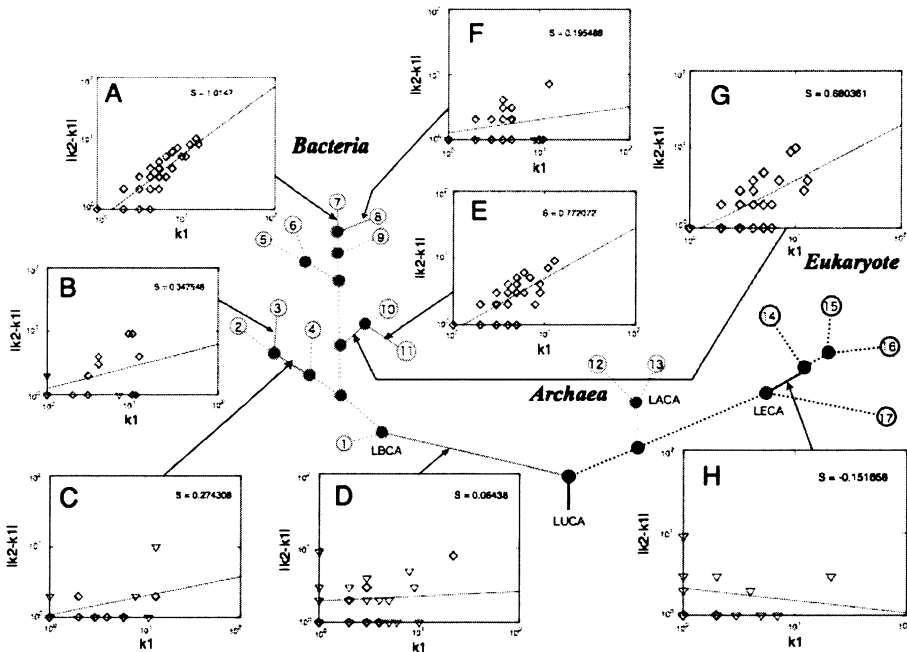 A
|k2-k1|
S = 1.0147
k1
Bacteria
F
|k2-k1|
S = 0.195488
k1
G
|k2-k1|
S = 0.680361
k1
Eukaryote
E
|k2-k1|
S = 0.772072
k1
B
|k2-k1|
S = 0.347548
k1
7
8
6
5
9
3
2
4
10
11
1
LBCA
12
13
Archaea
LACA
14
15
16
17
LECA
LUCA
C
|k2-k1|
S = 0.274308
k1
D
|k2-k1|
S = 0.06438
k1
H
|k2-k1|
S = -0.151658
k1